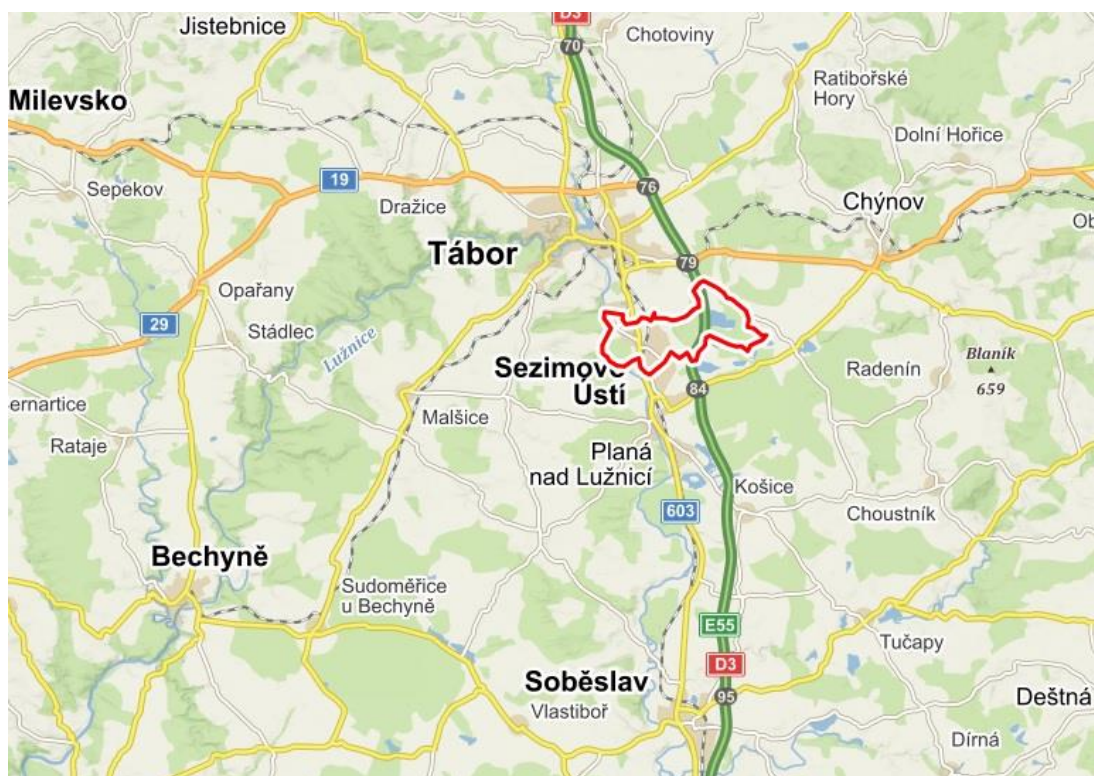 D3
Jistebnice
Chotoviny
70
Milevsko
Ratibořské
Hory
Dolní Hořice
19
76
Sepekov
Dražice
Chýnov
Ob
Tábor
79
Opařany
29
Stádlec
Lužnice
Sezimovo
Ústí
Blaník
659
Radenín
84
ernartice
Malšice
Rataje
Planá
nad Lužnicí
Košice
603
Choustník
Bechyně
Sudoměřice
u Bechyně
E55
Tučapy
D3
Soběslav
95
Deštná
Vlastiboř
Dírná